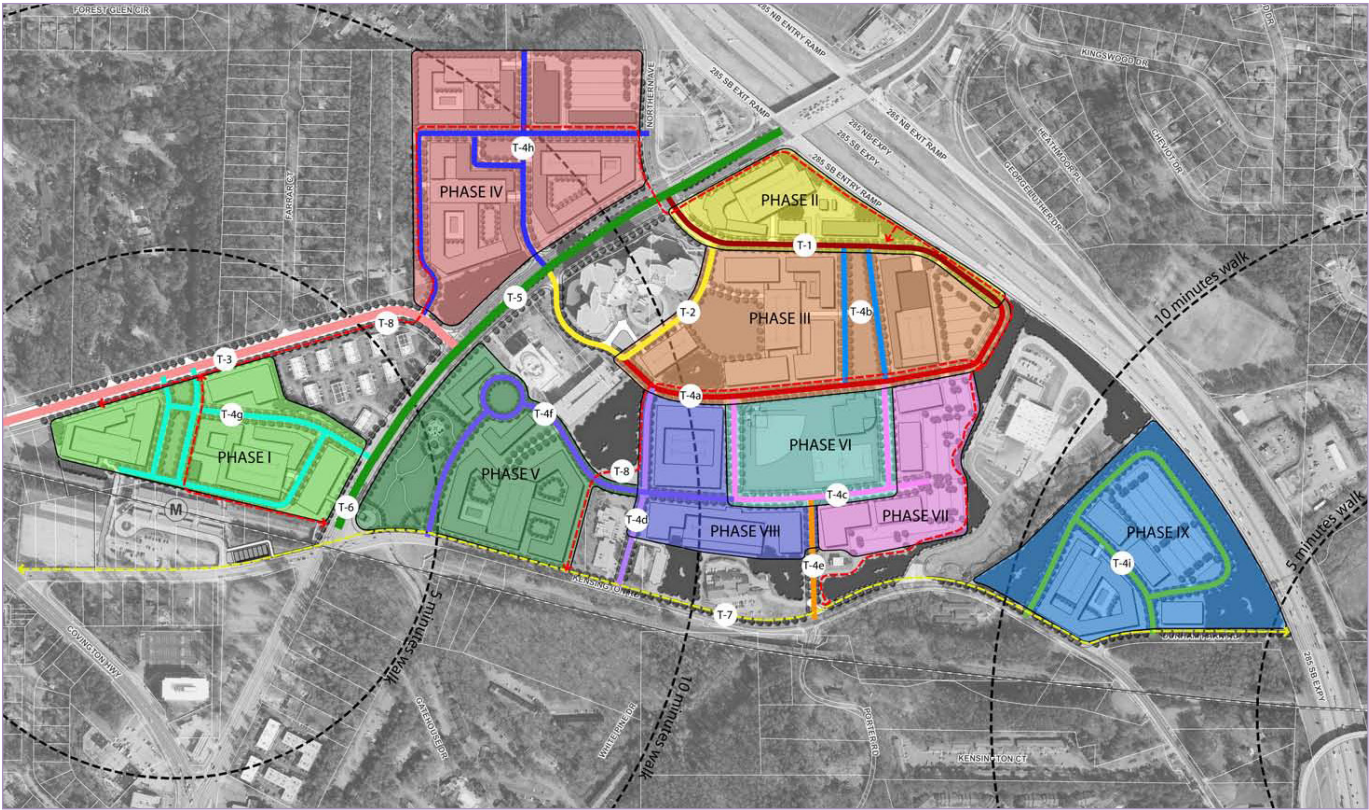 FOREST GLEN CIR
285 NB ENTRY RAMP
KINGSWOOD DR
285 SB EXIT RAMP
NORTHERN AVE
285 NB EXIT RAMP
285 NB EXPY
285 SB EXPY
HEATHMOOR PL
CHEVIOT DR
285 SB ENTRY RAMP
FARRAR CT
T-4h
PHASE IV
PHASE II
T-1
10 minutes walk
T-5
T-2
PHASE III
T-4b
T-8
T-3
T-4a
T-4g
T-4f
PHASE I
PHASE VI
PHASE V
T-8
T-4c
M
T-6
T-4d
PHASE VIII
PHASE VII
PHASE IX
5 minutes walk
T-4e
T-4i
T-7
COVINGTON HWY
5 minutes walk
10 minutes walk
285 SB EXPY
GATEHOUSE DR
WHITE PINE DR
PORTER RD
KENSINGTON CT